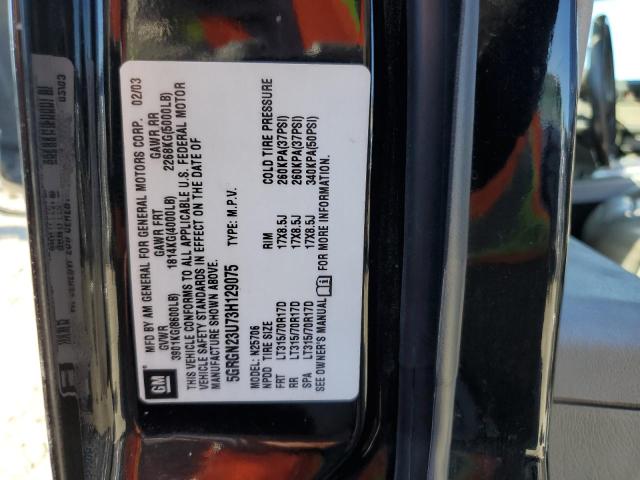 MFD BY AM GENERAL FOR GENERAL MOTORS CORP. 02/03
GVWR GAWR FRT GAWR RR
3901KG(8600LB) 1814KG(4000LB) 2268KG(5000LB)
THIS VEHICLE CONFORMS TO ALL APPLICABLE U.S. FEDERAL MOTOR
VEHICLE SAFETY STANDARDS IN EFFECT ON THE DATE OF
MANUFACTURE SHOWN ABOVE.
GM
5GRGN23U73H129075 TYPE: M.P.V.
MODEL: N25706
NPDD TIRE SIZE RIM COLD TIRE PRESSURE
FRT LT315/70R17D 17X8.5J 260KPA(37PSI)
RR LT315/70R17D 17X8.5J 260KPA(37PSI)
SPA LT315/70R17D 17X8.5J 340KPA(50PSI)
SEE OWNER'S MANUAL FOR MORE INFORMATION.